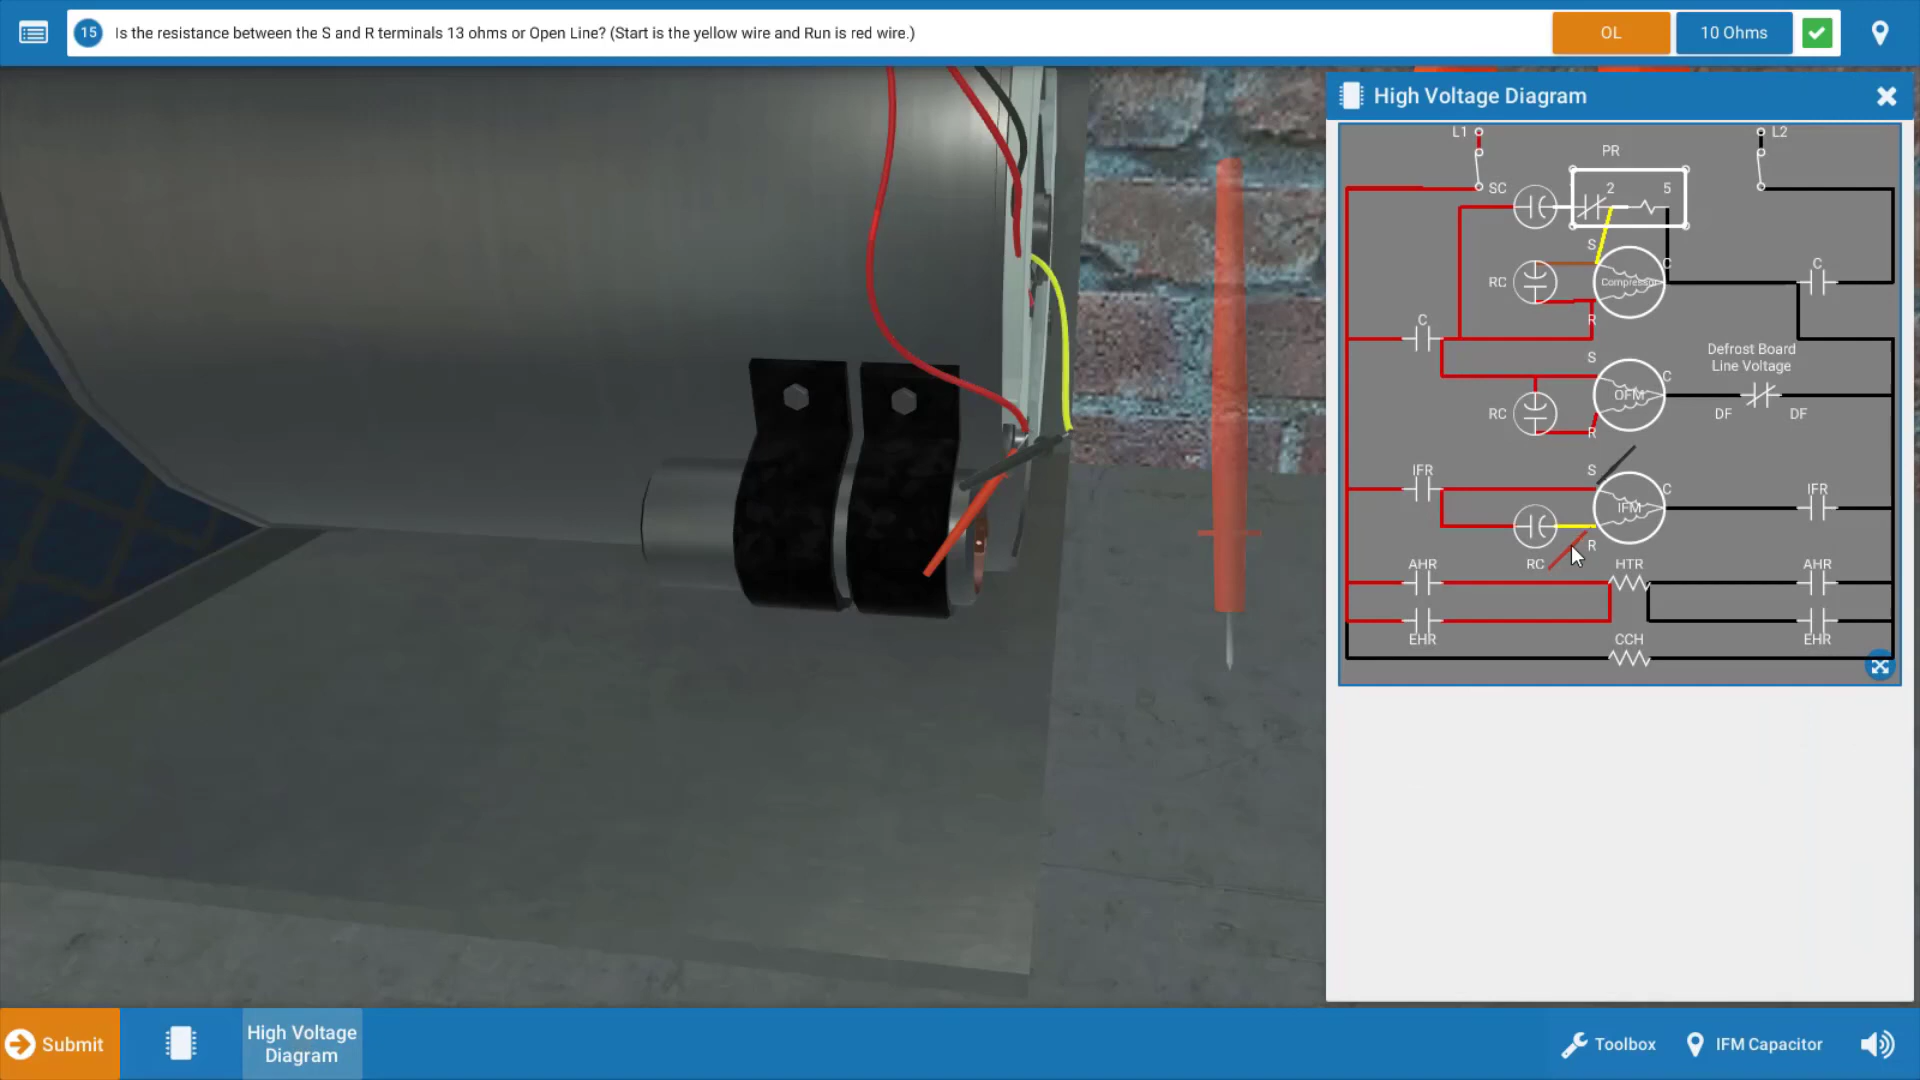 15 Is the resistance between the S and R terminals 13 ohms or Open Line? (Start is the yellow wire and Run is red wire.)
OL
10 Ohms
High Voltage Diagram
L1
L2
PR
SC
2
5
S
C
RC
Compressor
C
R
C
S
C
Defrost Board
Line Voltage
OFM
RC
DF
DF
R
IFR
S
C
IFR
IFM
R
AHR
RC
HTR
AHR
EHR
CCH
EHR
Submit
High Voltage
Diagram
Toolbox
IFM Capacitor